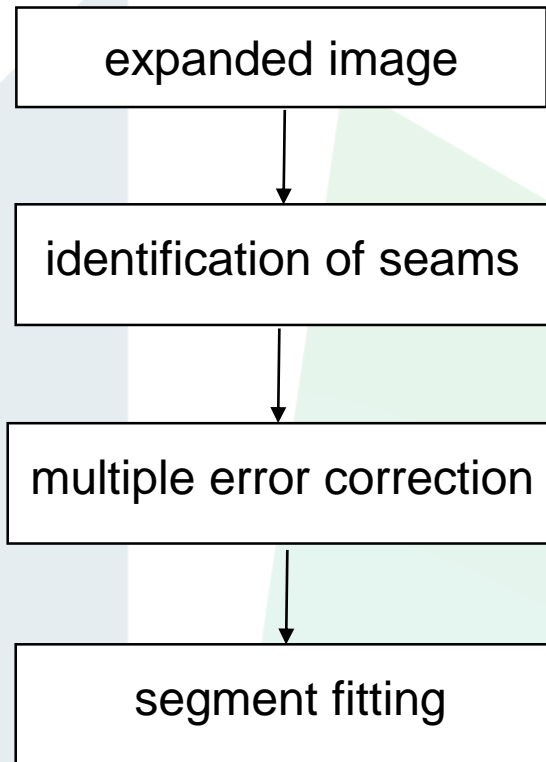 expanded image
identification of seams
multiple error correction
segment fitting